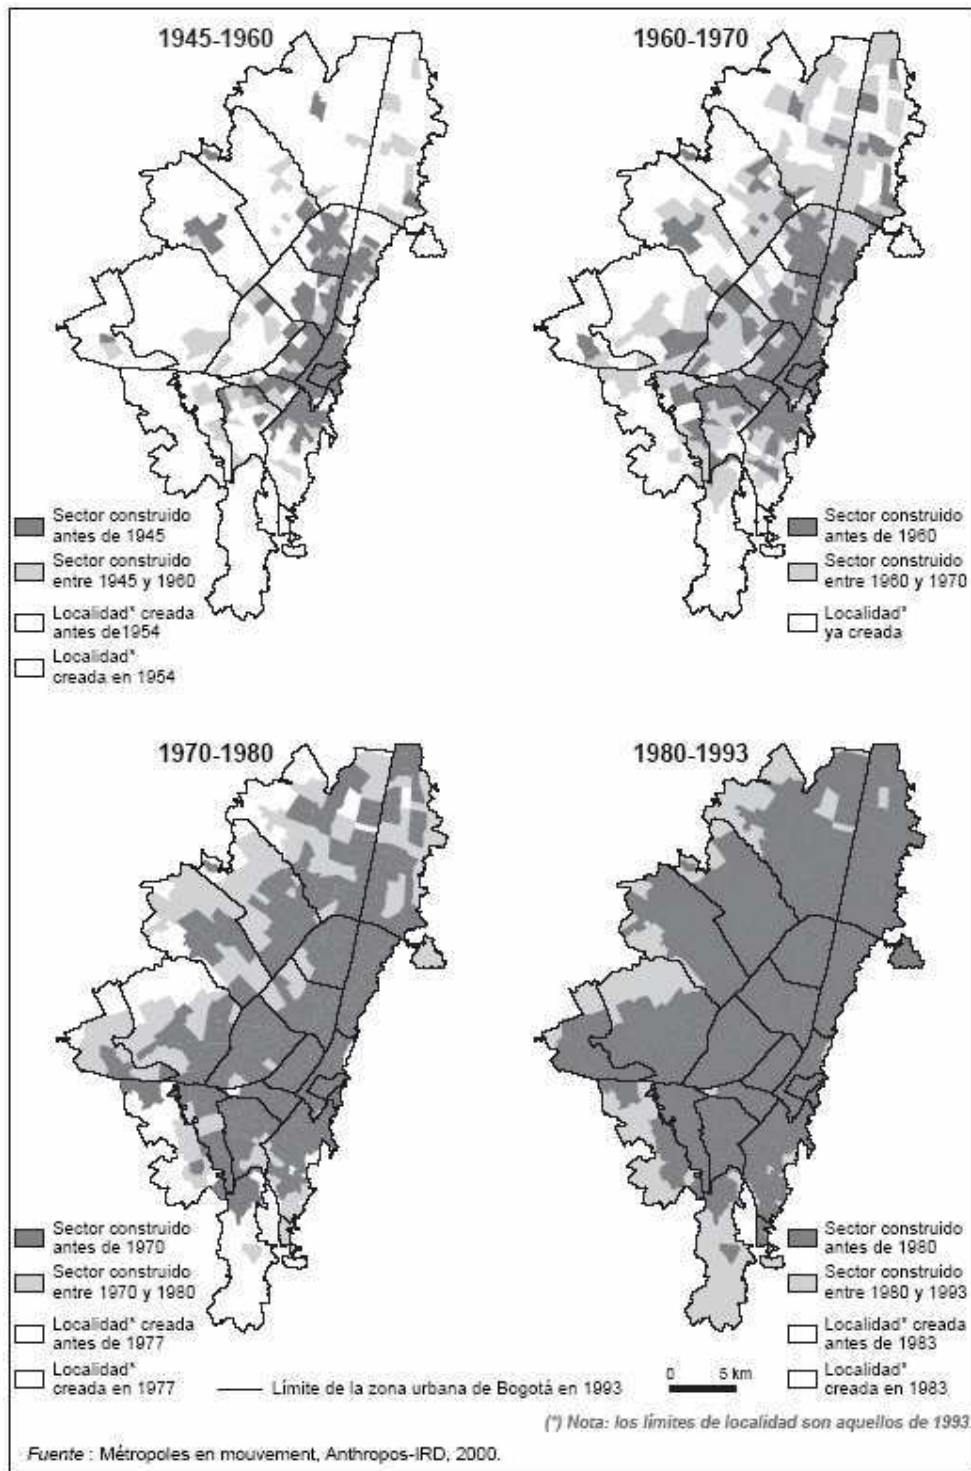 1945-1960
1960-1970
Sector construido
antes de 1945
Sector construido
entre 1945 y 1960
Localidad* creada
antes de1954
Localidad*
creada en 1954
Sector construido
antes de 1960
Sector construido
entre 1960 y 1970
Localidad*
ya creada
1970-1980
1980-1993
Sector construido
antes de 1970
Sector construido
entre 1970 y 1980
Localidad* creada
antes de 1977
Localidad*
creada en 1977
Límite de la zona urbana de Bogotá en 1993
0 5 km
Sector construido
antes de 1980
Sector construido
entre 1980 y 1993
Localidad* creada
antes de 1983
Localidad*
creada en 1983
(*) Nota: los límites de localidad son aquellos de 1993.
Fuente : Métropoles en mouvement, Anthropos-IRD, 2000.